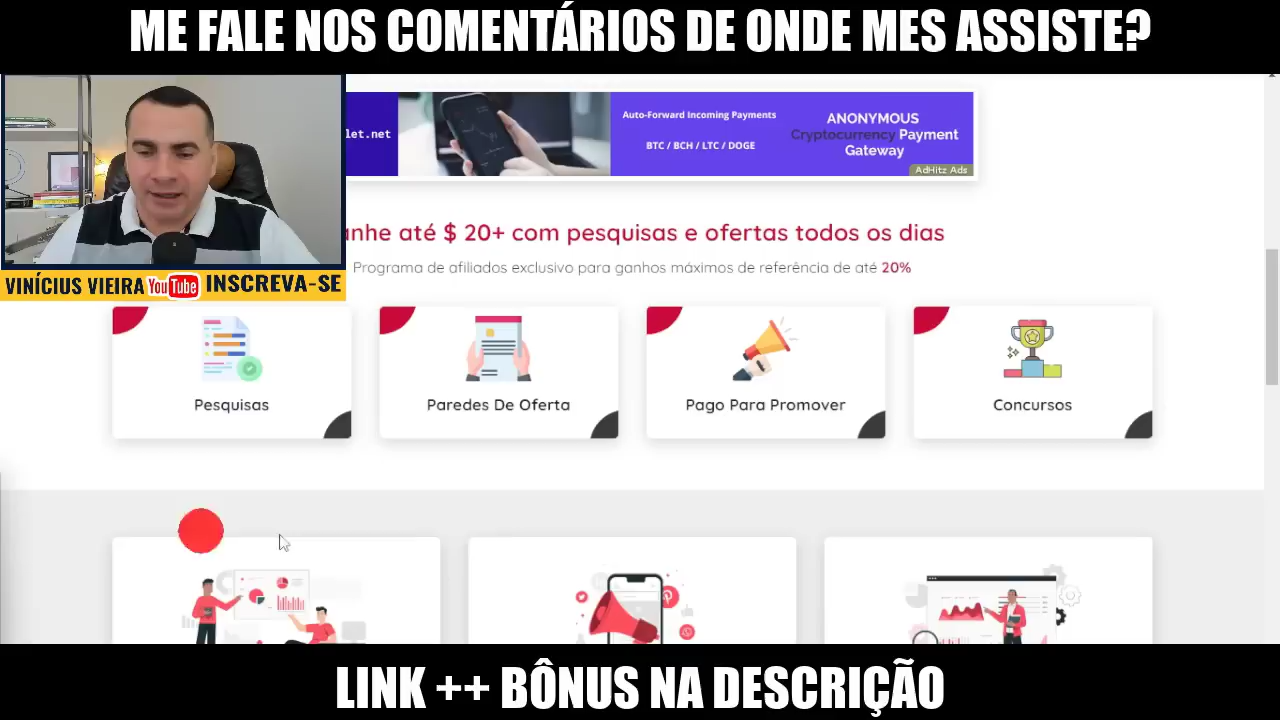 ME FALE NOS COMENTÁRIOS DE ONDE MES ASSISTE?
let.net
Auto-Forward Incoming Payments
BTC / BCH / LTC / DOGE
ANONYMOUS
Cryptocurrency Payment
Gateway
AdHitz Ads
anhe até $ 20+ com pesquisas e ofertas todos os dias
Programa de afiliados exclusivo para ganhos máximos de referência de até 20%
VINÍCIUS VIEIRA YouTube INSCREVA-SE
Pesquisas
Paredes De Oferta
Pago Para Promover
Concursos
LINK ++ BÔNUS NA DESCRIÇÃO